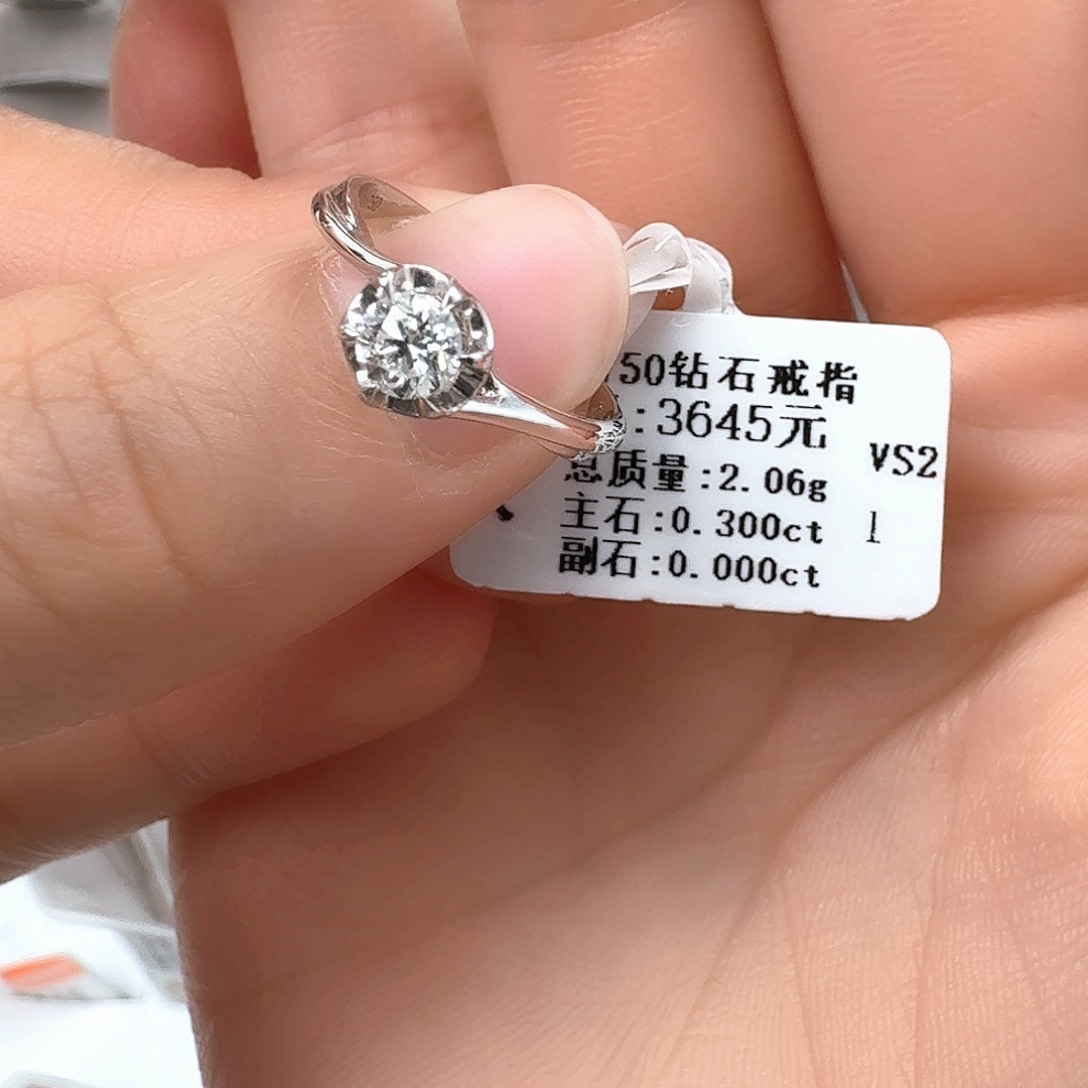 50钻石戒指
:3645元
总质量:2.06g
主石:0.300ct
副石:0.000ct
VS2
1